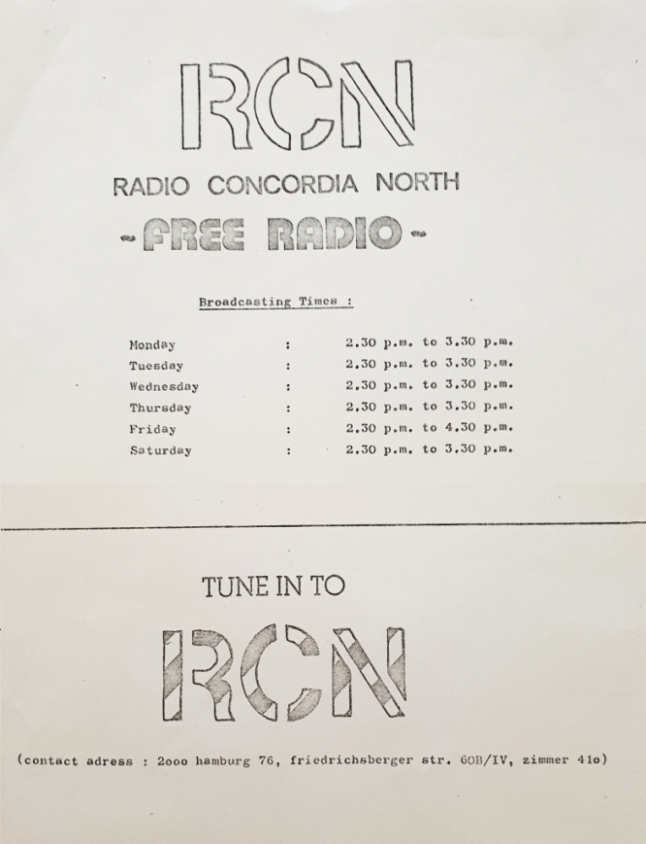 RCN
RADIO CONCORDIA NORTH
~ FREE RADIO ~
Broadcasting Times :
Monday : 2.30 p.m. to 3.30 p.m.
Tuesday : 2.30 p.m. to 3.30 p.m.
Wednesday : 2.30 p.m. to 3.30 p.m.
Thursday : 2.30 p.m. to 3.30 p.m.
Friday : 2.30 p.m. to 4.30 p.m.
Saturday : 2.30 p.m. to 3.30 p.m.
TUNE IN TO
RCN
(contact adress : 2ooo hamburg 76, friedrichsberger str. 60B/IV, zimmer 41o)